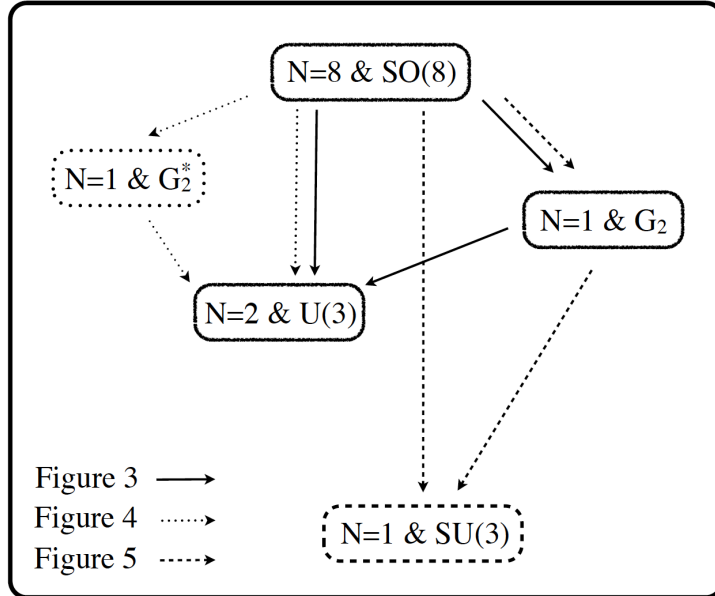 N=8 & SO(8)
N=1 & G₂*
N=1 & G₂
N=2 & U(3)
Figure 3
Figure 4
N=1 & SU(3)
Figure 5